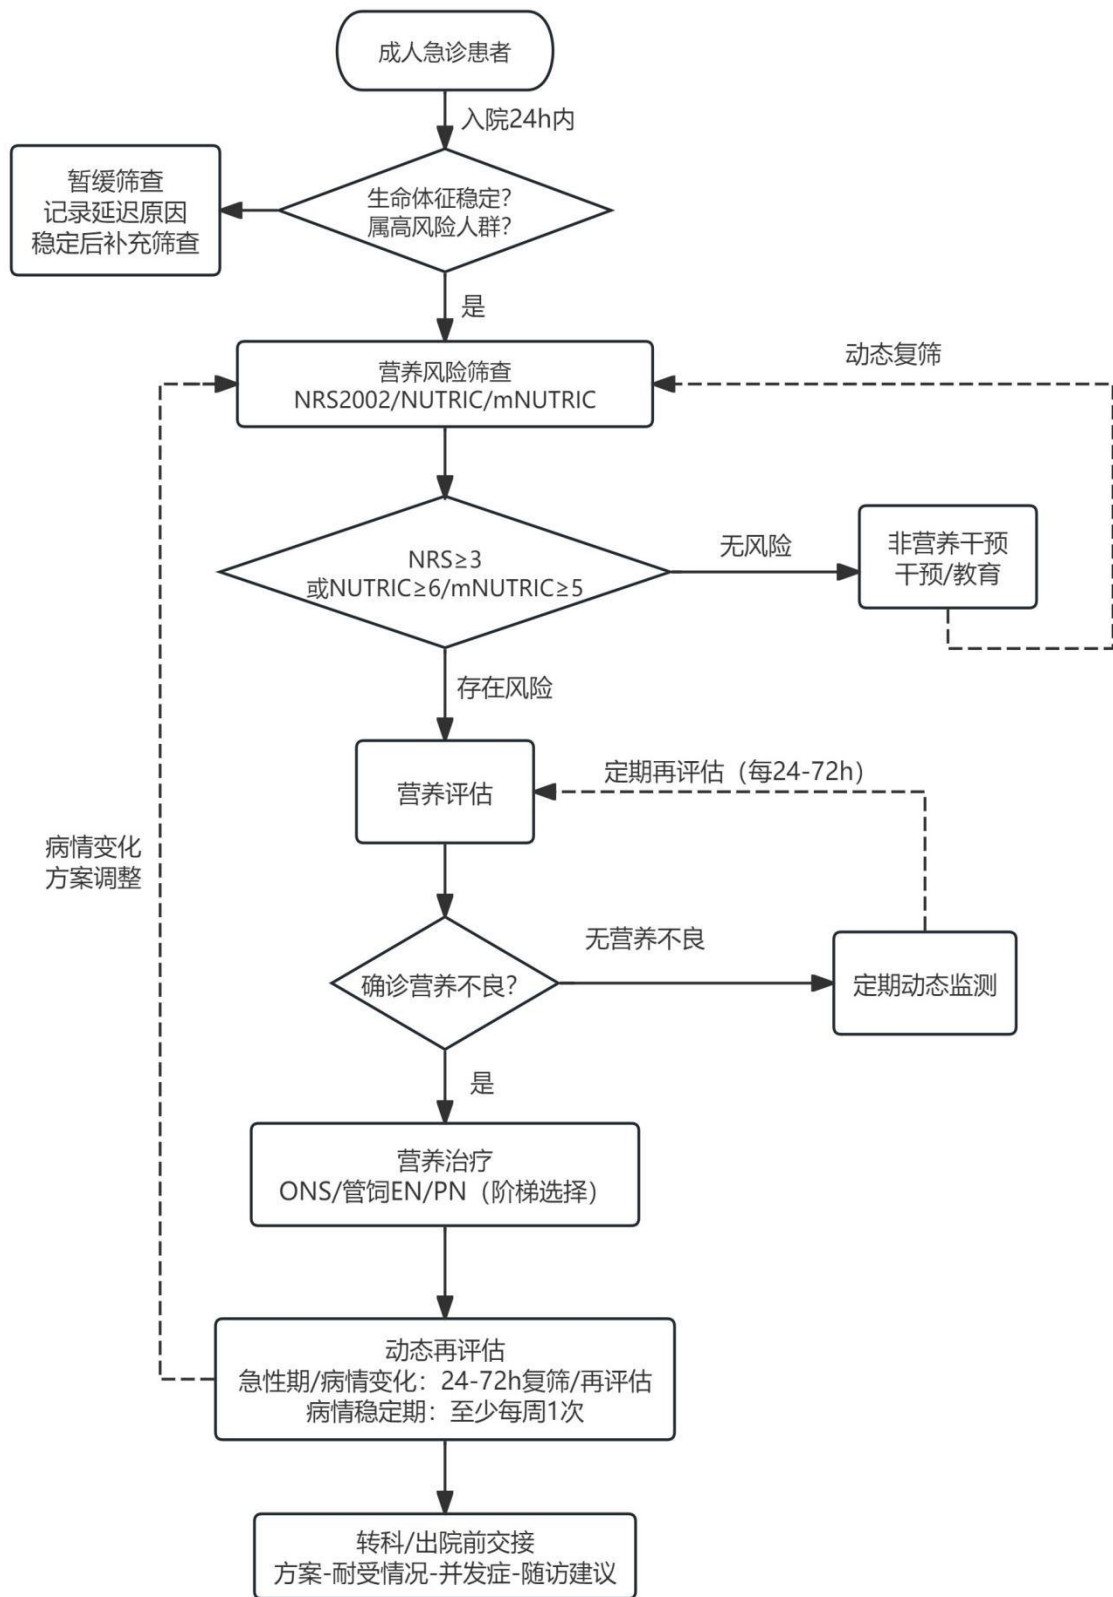 成人急诊患者
入院24h内
生命体征稳定？
属高风险人群？
暂缓筛查
记录延迟原因
稳定后补充筛查
是
营养风险筛查
NRS2002/NUTRIC/mNUTRIC
动态复筛
NRS≥3
或NUTRIC≥6/mNUTRIC≥5
无风险
非营养干预
干预/教育
存在风险
营养评估
定期再评估（每24-72h）
病情变化
方案调整
确诊营养不良？
无营养不良
定期动态监测
是
营养治疗
ONS/管饲EN/PN（阶梯选择）
动态再评估
急性期/病情变化：24-72h复筛/再评估
病情稳定期：至少每周1次
转科/出院前交接
方案-耐受情况-并发症-随访建议